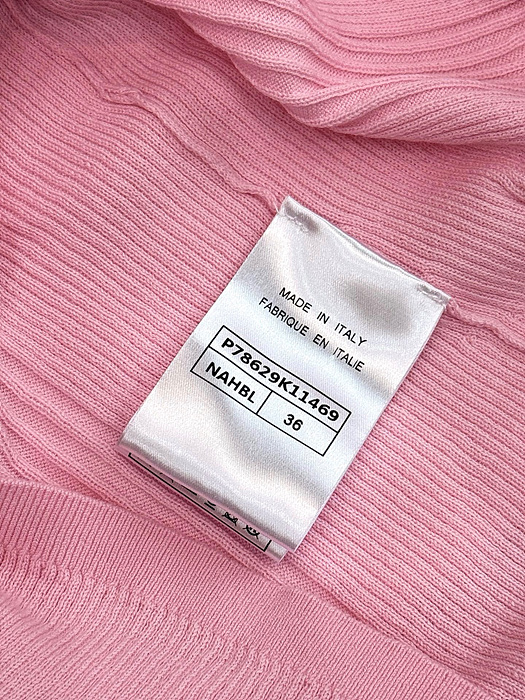 MADE IN ITALY
FABRIQUE EN ITALIE
P78629K11469
NAHBL 36